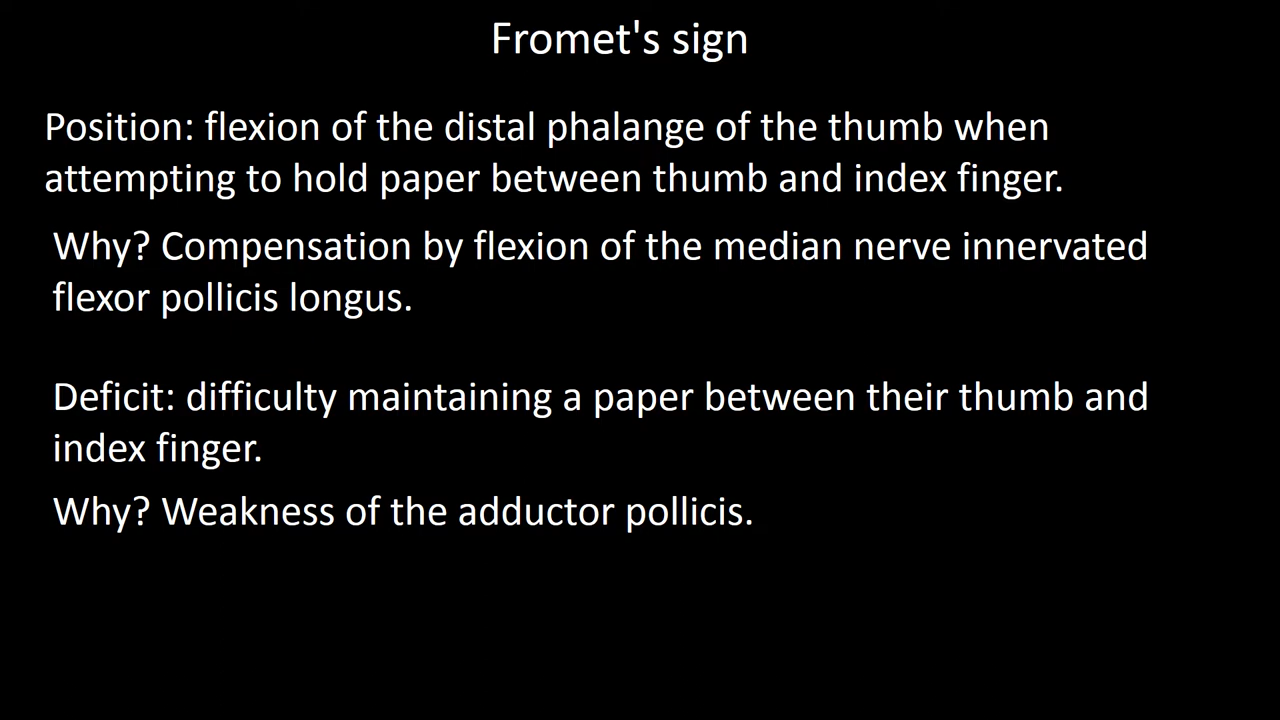 Fromet's sign
Position: flexion of the distal phalange of the thumb when
attempting to hold paper between thumb and index finger.
Why? Compensation by flexion of the median nerve innervated
flexor pollicis longus.
Deficit: difficulty maintaining a paper between their thumb and
index finger.
Why? Weakness of the adductor pollicis.